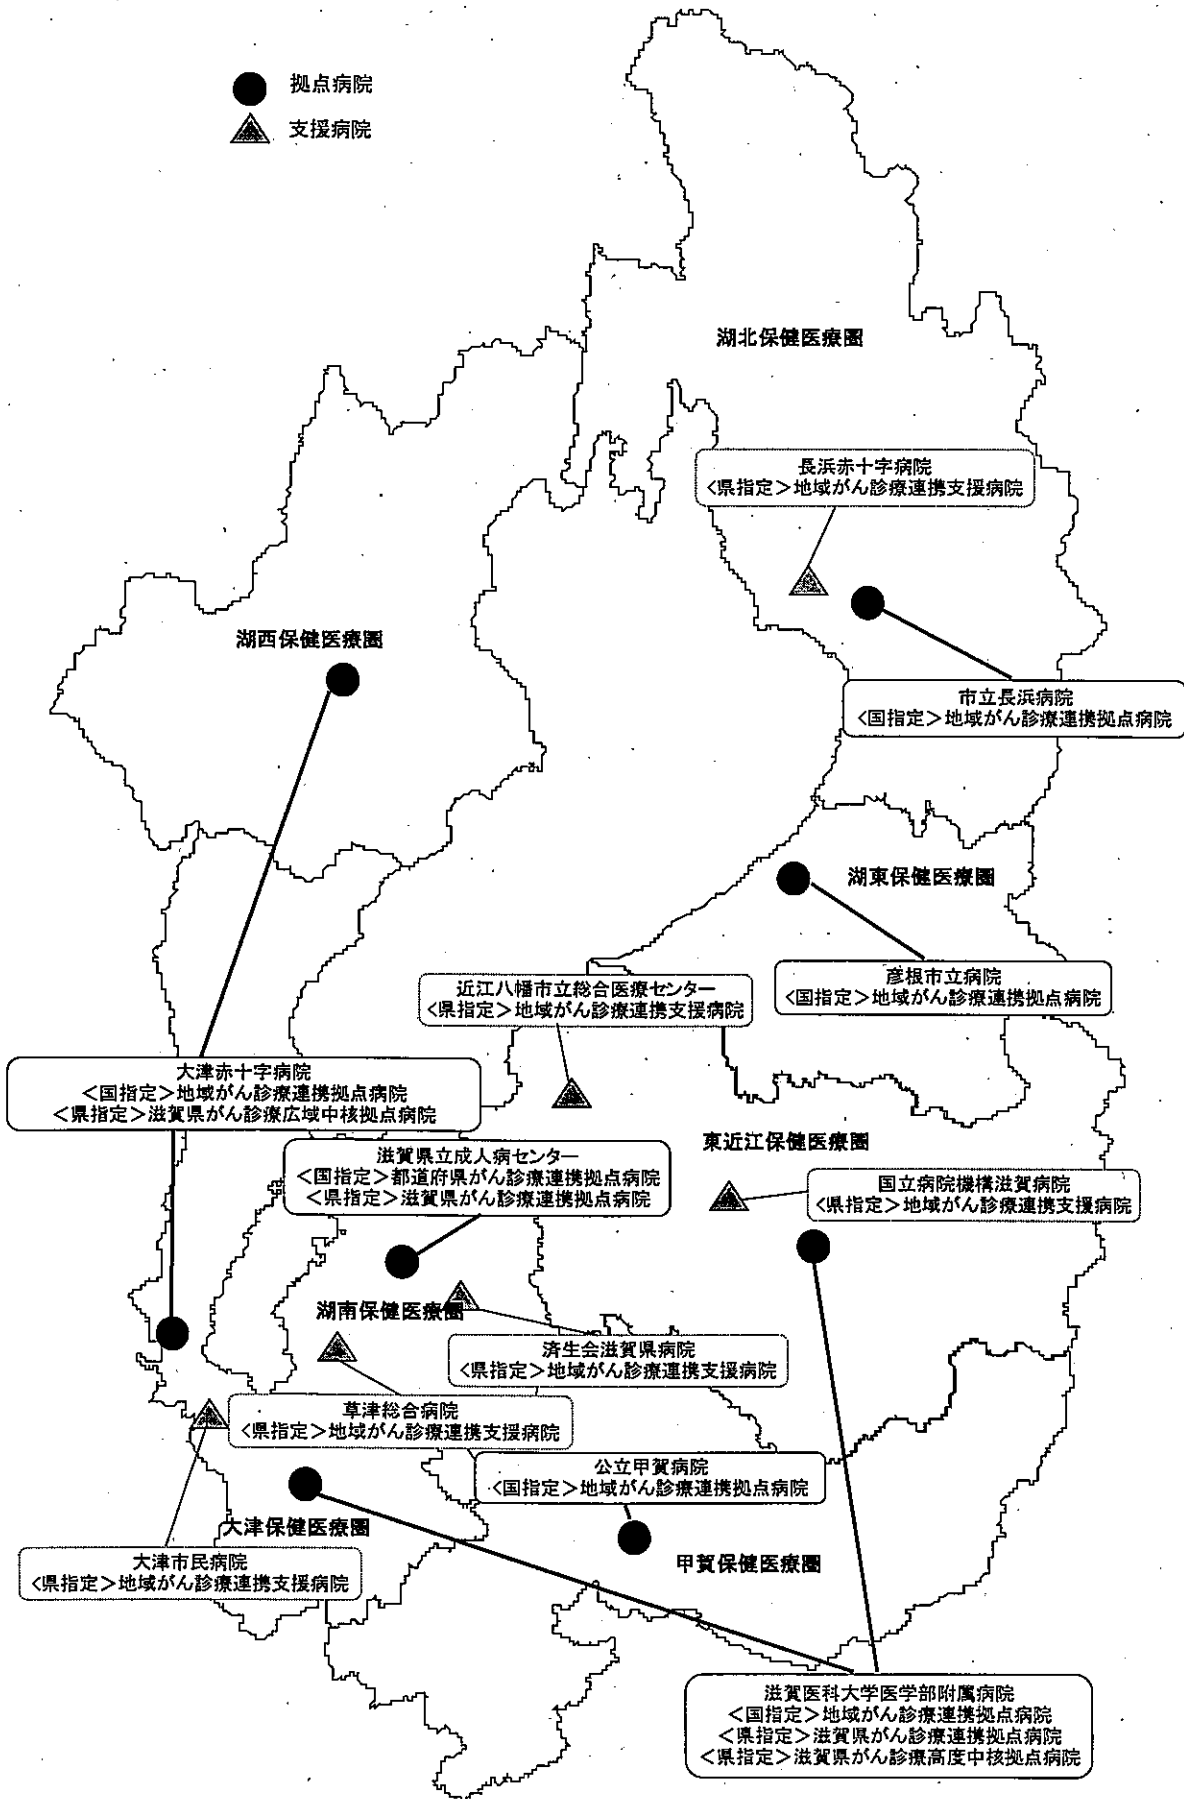 拠点病院
支援病院
湖北保健医療圏
長浜赤十字病院
<県指定>地域がん診療連携支援病院
湖西保健医療圏
市立長浜病院
<国指定>地域がん診療連携拠点病院
湖東保健医療圏
彦根市立病院
<国指定>地域がん診療連携拠点病院
近江八幡市立総合医療センター
<県指定>地域がん診療連携支援病院
大津赤十字病院
<国指定>地域がん診療連携拠点病院
<県指定>滋賀県がん診療広域中核拠点病院
東近江保健医療圏
滋賀県立成人病センター
<国指定>都道府県がん診療連携拠点病院
<県指定>滋賀県がん診療連携拠点病院
国立病院機構滋賀病院
<県指定>地域がん診療連携支援病院
湖南保健医療圏
済生会滋賀県病院
<県指定>地域がん診療連携支援病院
草津総合病院
<県指定>地域がん診療連携支援病院
公立甲賀病院
<国指定>地域がん診療連携拠点病院
大津保健医療圏
大津市民病院
<県指定>地域がん診療連携支援病院
甲賀保健医療圏
滋賀医科大学医学部附属病院
<国指定>地域がん診療連携拠点病院
<県指定>滋賀県がん診療連携拠点病院
<県指定>滋賀県がん診療高度中核拠点病院